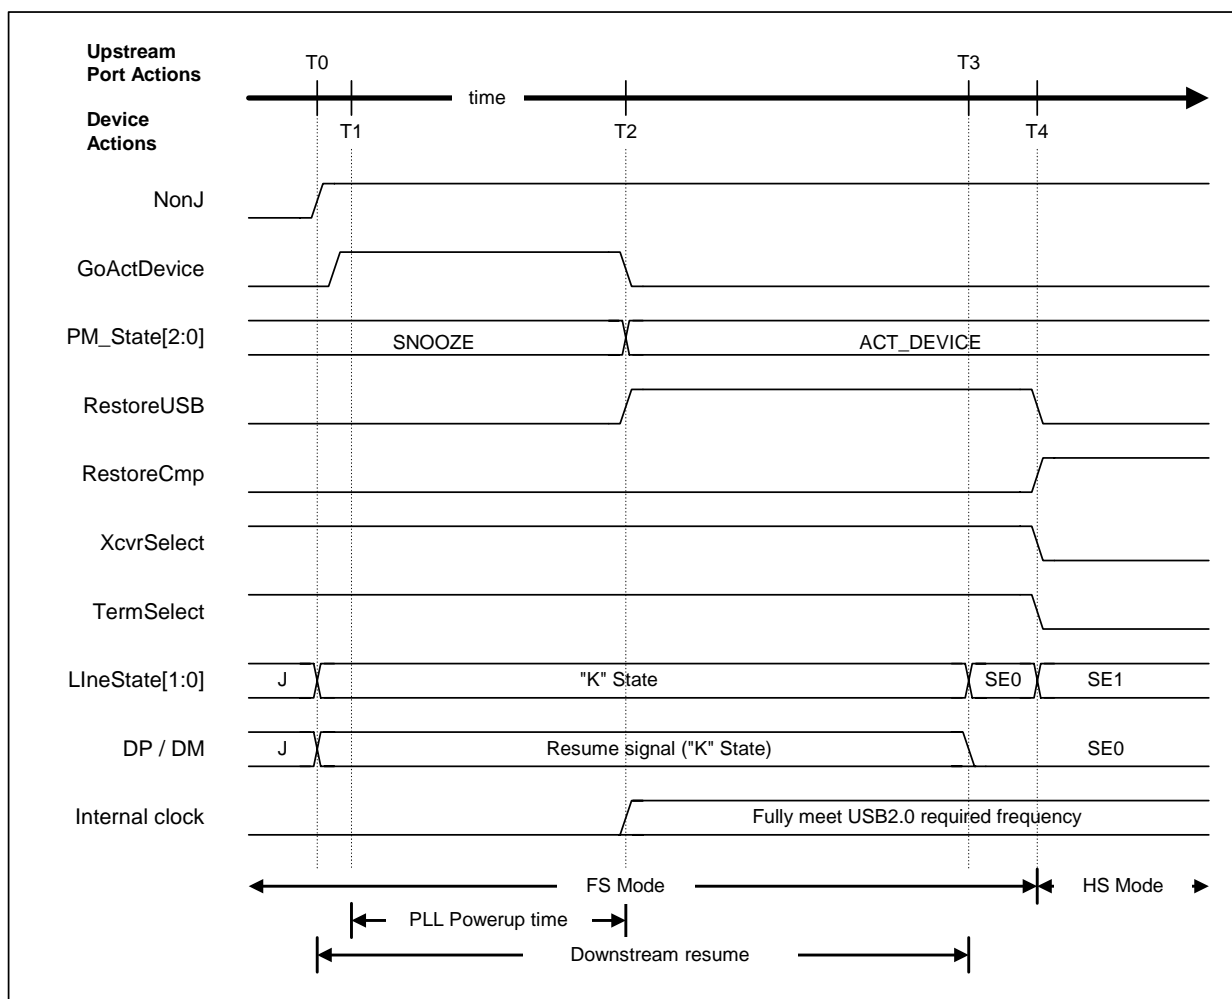 Upstream
Port Actions
T0
T3
time
Device
Actions
T1
T2
T4
NonJ
GoActDevice
PM_State[2:0]
SNOOZE
ACT_DEVICE
RestoreUSB
RestoreCmp
XcvrSelect
TermSelect
LIneState[1:0]
J
"K" State
SE0
SE1
DP / DM
J
Resume signal ("K" State)
SE0
Internal clock
Fully meet USB2.0 required frequency
FS Mode
HS Mode
PLL Powerup time
Downstream resume